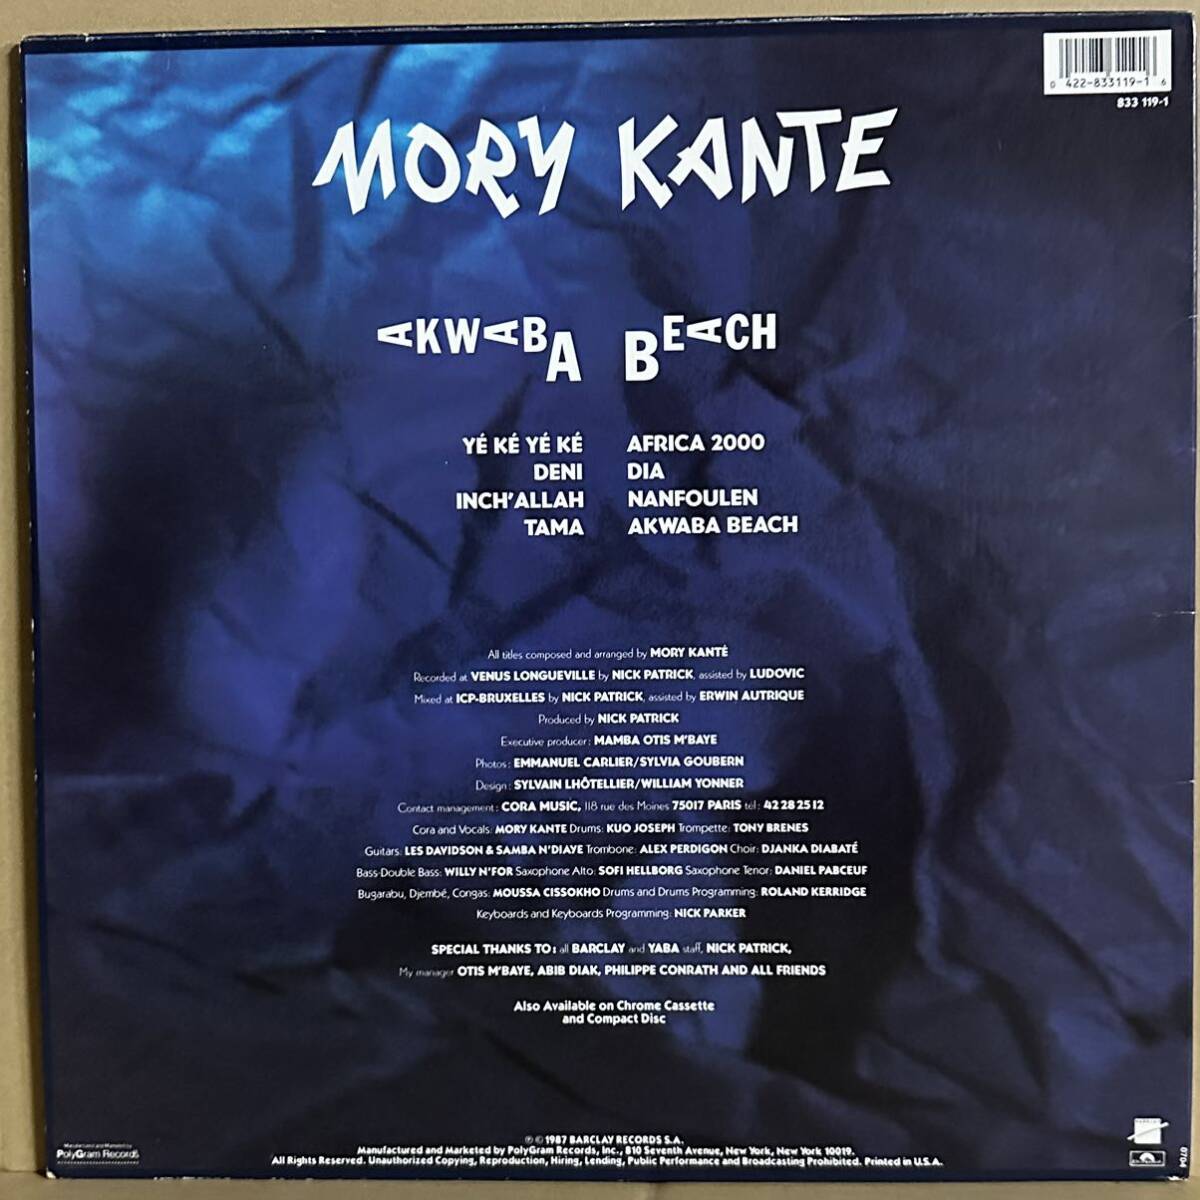 0 422-833119-1 6
833 119-1
MORY KANTE
AKWABA BEACH
YÉ KÉ YÉ KÉ AFRICA 2000
DENI DIA
INCH'ALLAH NANFOULEN
TAMA AKWABA BEACH
All titles composed and arranged by MORY KANTÉ
Recorded at VENUS LONGUEVILLE by NICK PATRICK, assisted by LUDOVIC
Mixed at ICP-BRUXELLES by NICK PATRICK, assisted by ERWIN AUTRIQUE
Produced by NICK PATRICK
Executive producer: MAMBA OTIS M'BAYE
Photos: EMMANUEL CARLIER/SYLVIA GOUBERN
Design: SYLVAIN LHÔTELLIER/WILLIAM YONNER
Contact management: CORA MUSIC, 118 rue des Moines 75017 PARIS tél: 42 28 25 12
Cora and Vocals: MORY KANTE Drums: KUO JOSEPH Trompette: TONY BRENES
Guitars: LES DAVIDSON & SAMBA N'DIAYE Trombone: ALEX PERDIGON Choir: DJANKA DIABATÉ
Bass-Double Bass: WILLY N'FOR Saxophone Alto: SOFI HELLBORG Saxophone Tenor: DANIEL PABCEUF
Bugarabu, Djembé, Congas: MOUSSA CISSOKHO Drums and Drums Programming: ROLAND KERRIDGE
Keyboards and Keyboards Programming: NICK PARKER
SPECIAL THANKS TO: all BARCLAY and YABA staff, NICK PATRICK,
My manager OTIS M'BAYE, ABIB DIAK, PHILIPPE CONRATH AND ALL FRIENDS
Also Available on Chrome Cassette
and Compact Disc
Manufactured and Marketed by
PolyGram Records
℗ © 1987 BARCLAY RECORDS S.A.
Manufactured and Marketed by PolyGram Records, Inc., 810 Seventh Avenue, New York, New York 10019.
All Rights Reserved. Unauthorized Copying, Reproduction, Hiring, Lending, Public Performance and Broadcasting Prohibited. Printed in U.S.A.
BARCLAY
0704